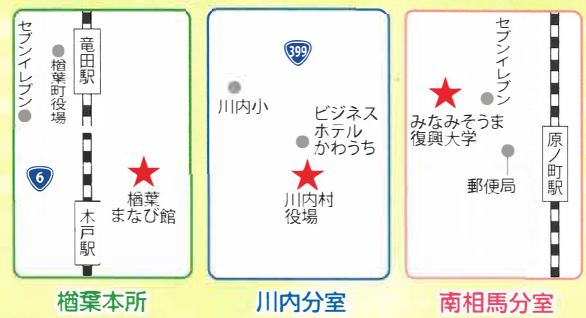 セブンイレブン
楢葉町役場
竜田駅
6
木戸駅
楢葉
まなび館
楢葉本所
399
川内小
ビジネス
ホテル
かわうち
川内村
役場
川内分室
セブンイレブン
みなみそうま
復興大学
郵便局
原ノ町駅
南相馬分室